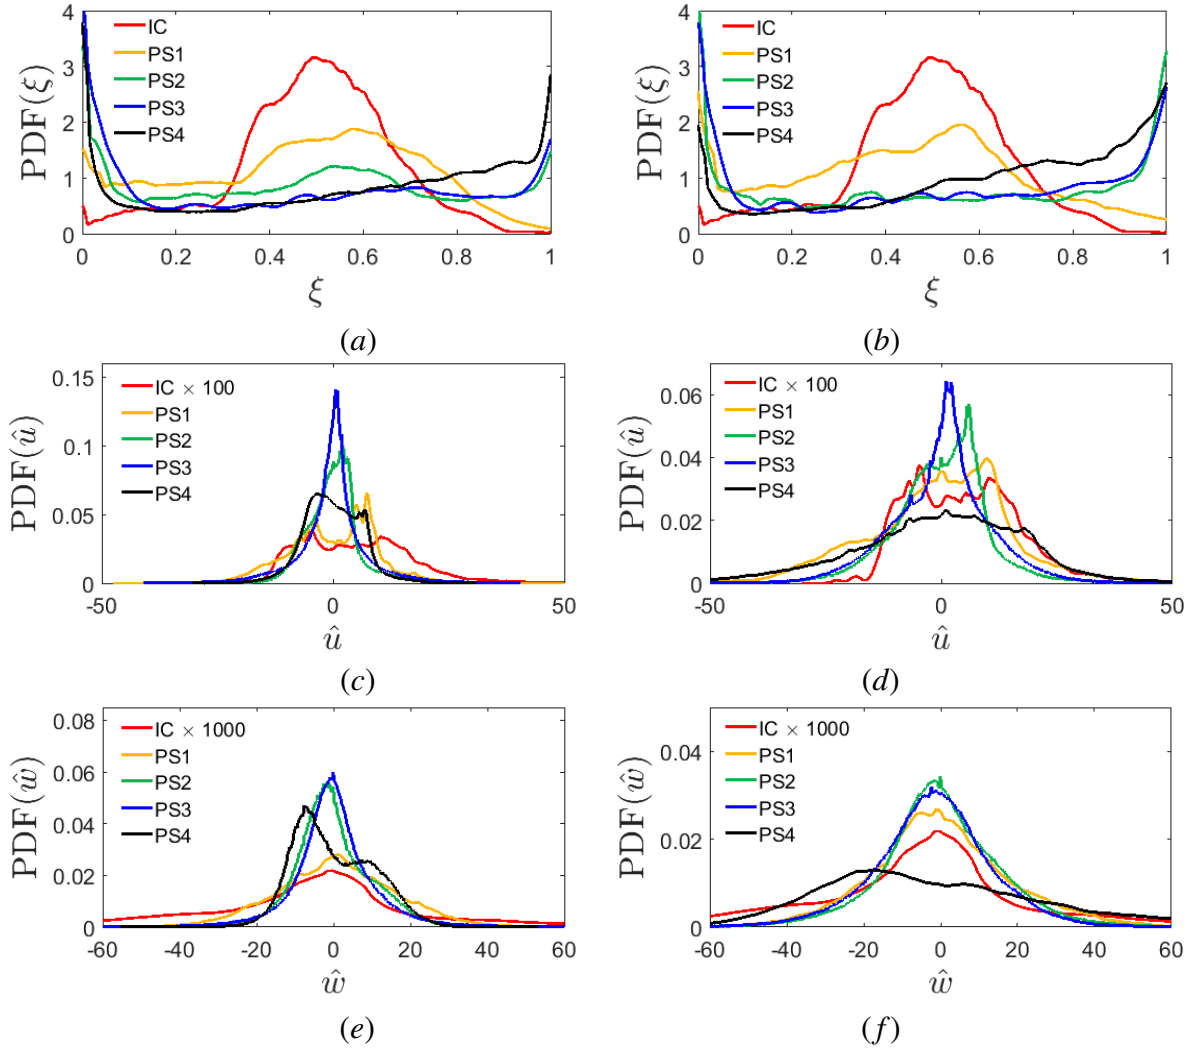 PDF(ξ)
4
3
2
1
0
IC
PS1
PS2
PS3
PS4
0 0.2 0.4 0.6 0.8 1
ξ
(a)
PDF(ξ)
4
3
2
1
0
IC
PS1
PS2
PS3
PS4
0 0.2 0.4 0.6 0.8 1
ξ
(b)
PDF(û)
0.15
0.10
0.05
0
IC × 100
PS1
PS2
PS3
PS4
-50 0 50
û
(c)
PDF(û)
0.06
0.04
0.02
0
IC × 100
PS1
PS2
PS3
PS4
-50 0 50
û
(d)
PDF(ŵ)
0.08
0.06
0.04
0.02
0
IC × 1000
PS1
PS2
PS3
PS4
-60 -40 -20 0 20 40 60
ŵ
(e)
PDF(ŵ)
0.04
0.02
0
IC × 1000
PS1
PS2
PS3
PS4
-60 -40 -20 0 20 40 60
ŵ
(f)